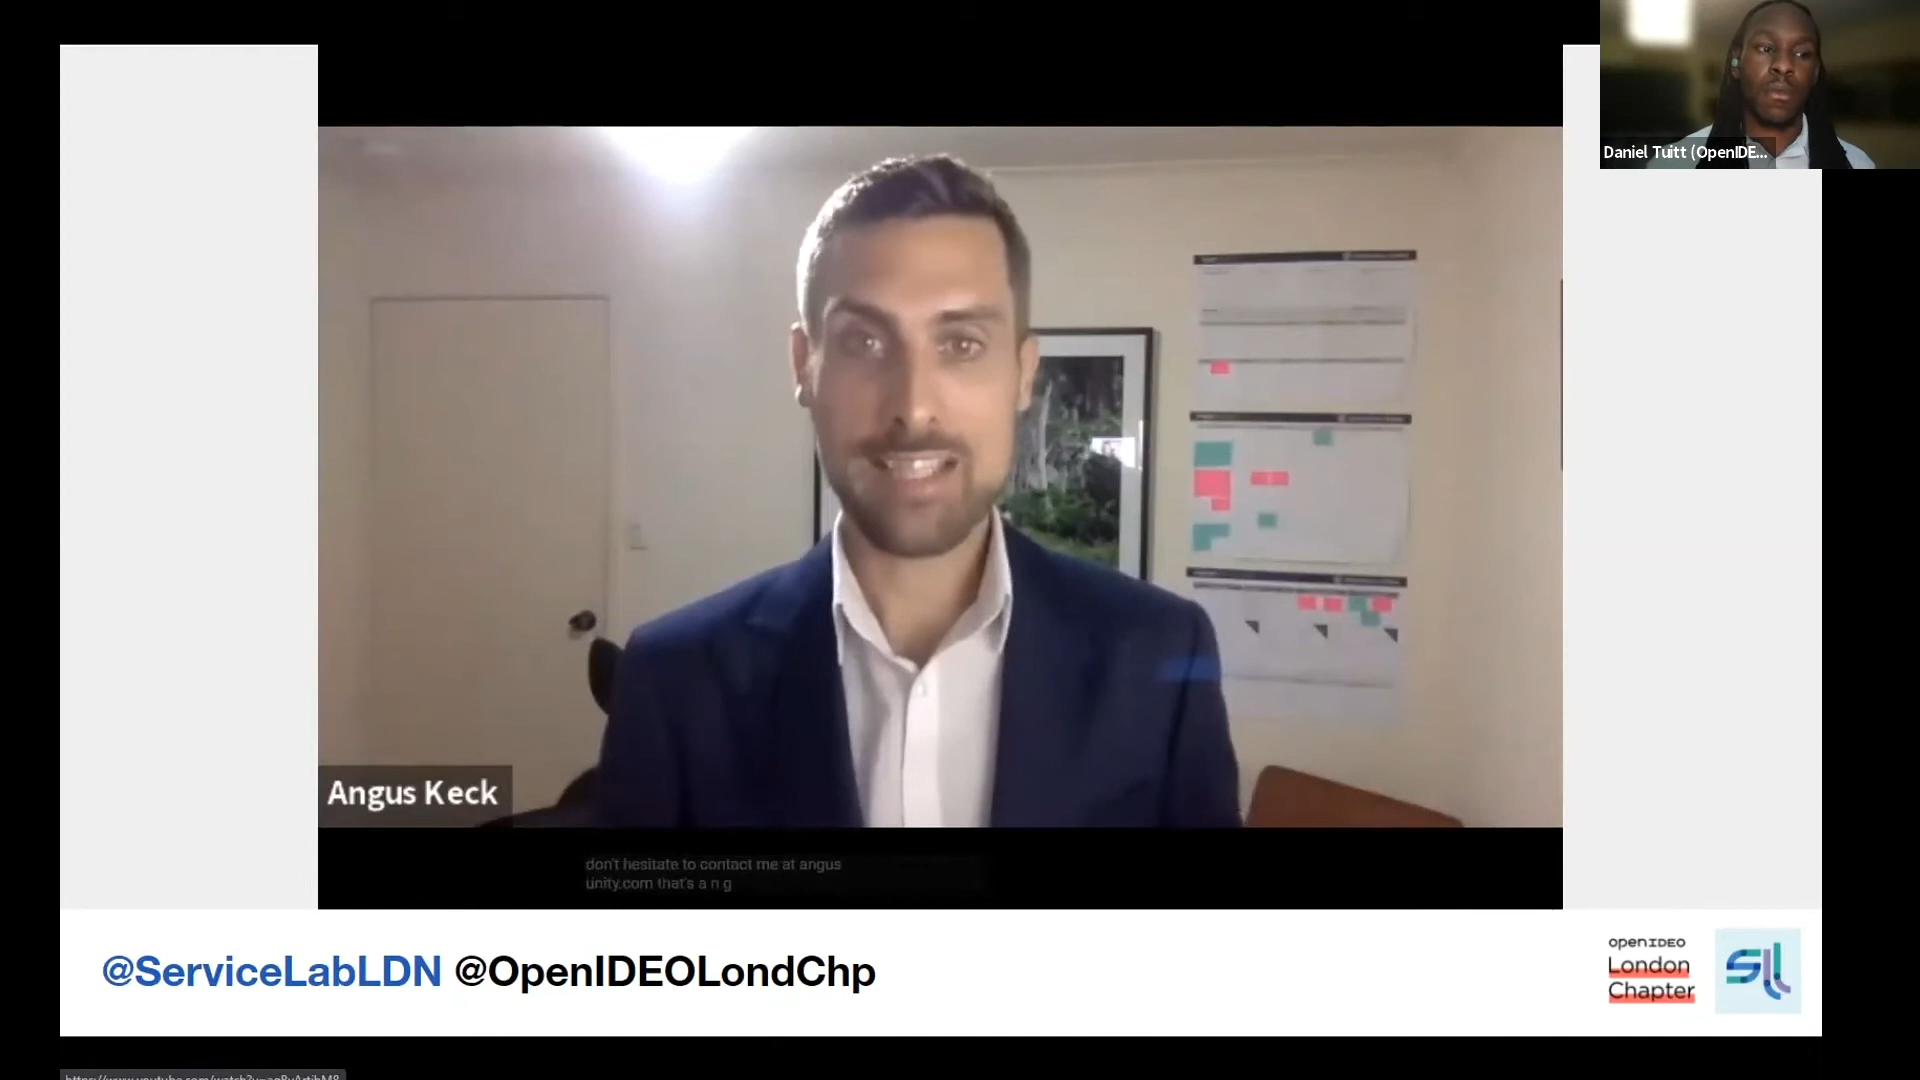 Daniel Tuitt (OpenIDE...
Angus Keck
don't hesitate to contact me at angus
unity.com that's a n g
@ServiceLabLDN @OpenIDEOLondChp
openIDEO
London
Chapter
SLL